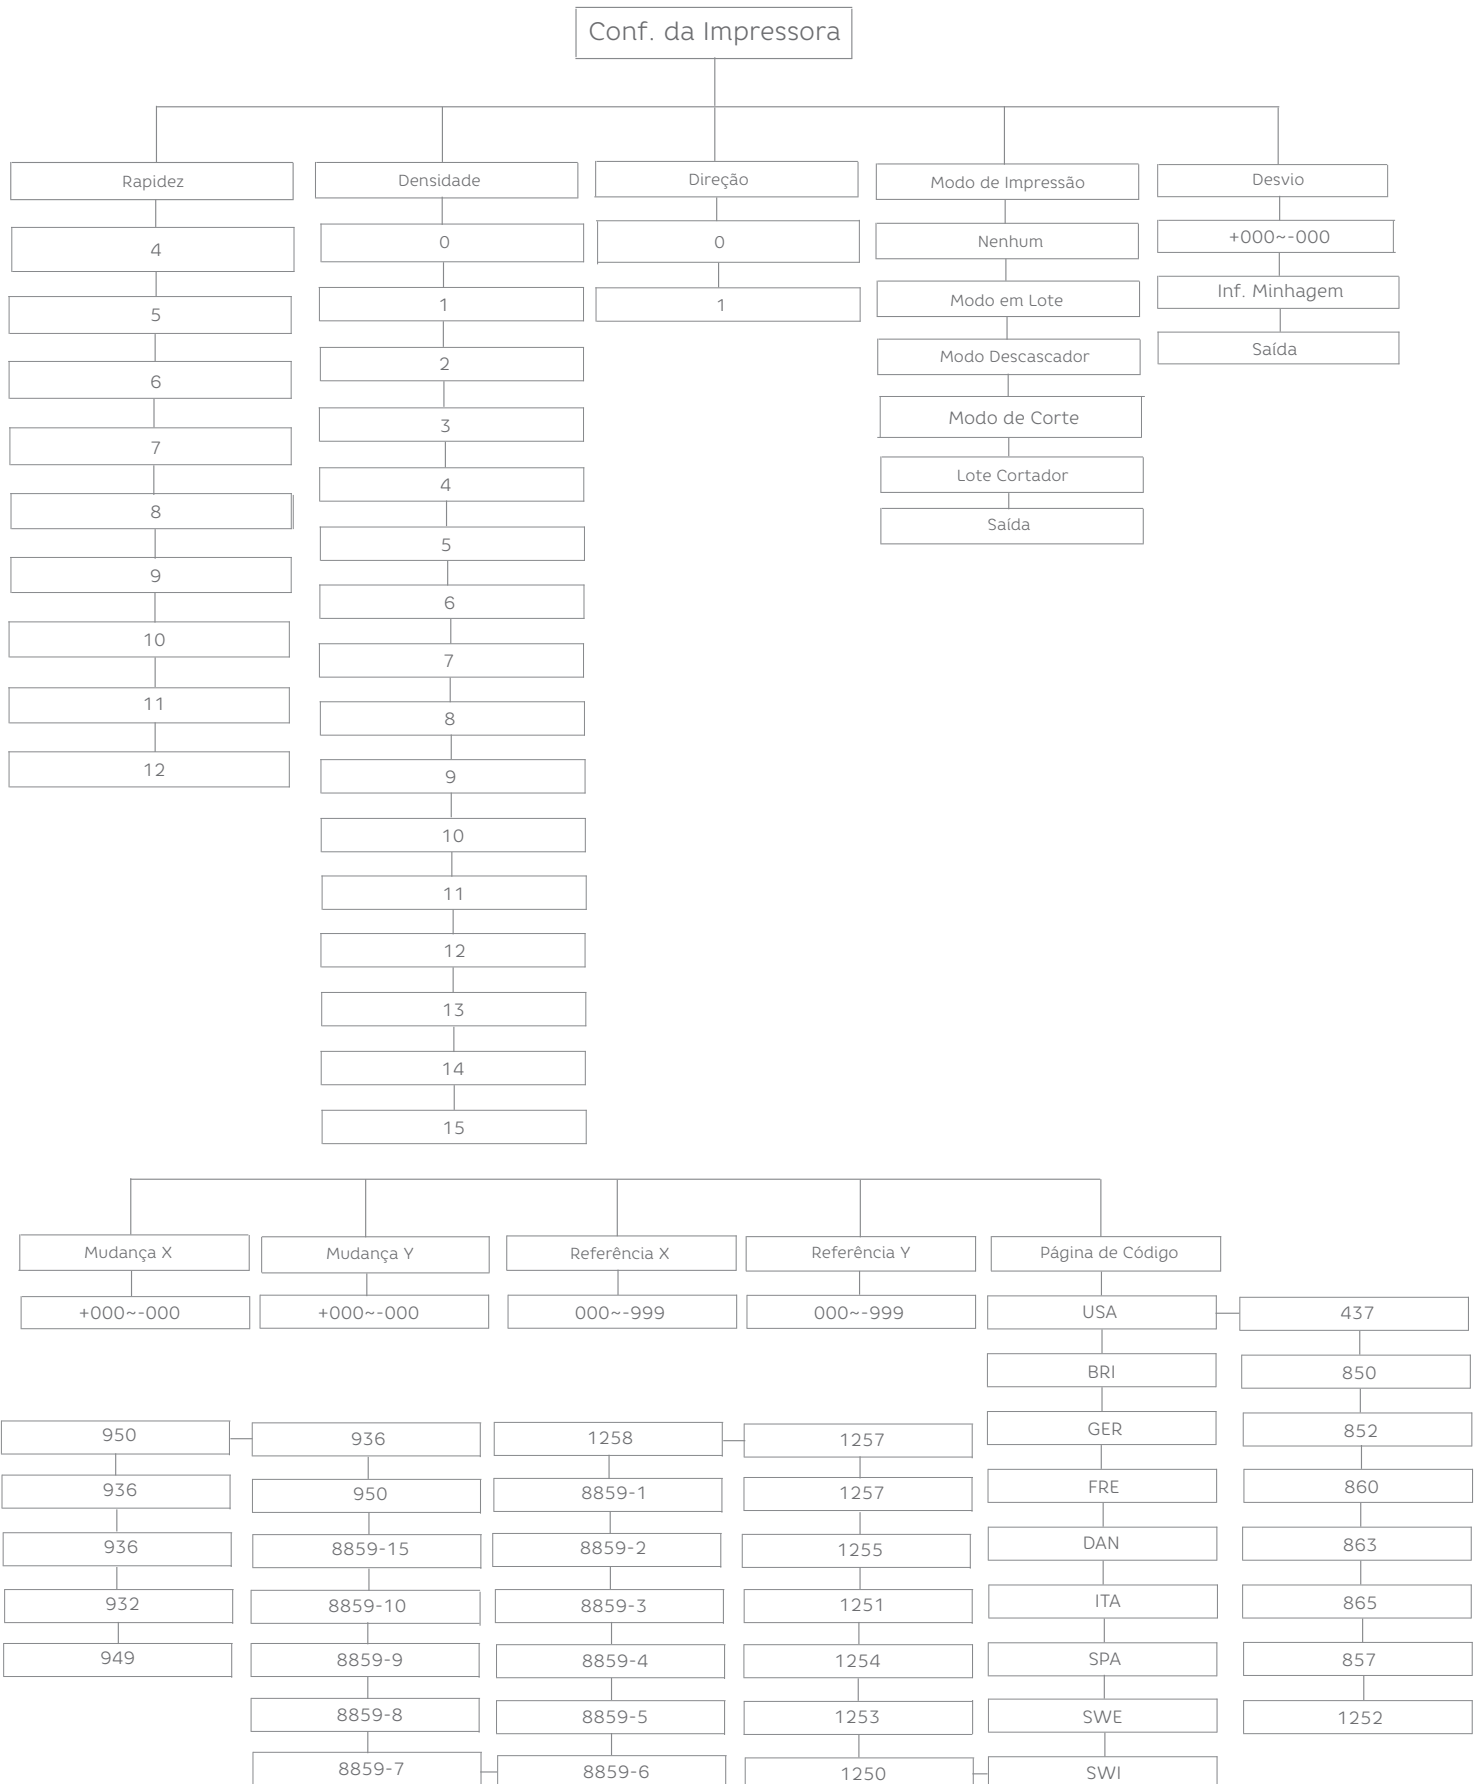 Conf. da Impressora
Rapidez
4
5
6
7
8
9
10
11
12
Densidade
0
1
2
3
4
5
6
7
8
9
10
11
12
13
14
15
Direção
0
1
Modo de Impressão
Nenhum
Modo em Lote
Modo Descascador
Modo de Corte
Lote Cortador
Saída
Desvio
+000~-000
Inf. Minhagem
Saída
Mudança X
+000~-000
Mudança Y
+000~-000
Referência X
000~-999
Referência Y
000~-999
Página de Código
USA
BRI
GER
FRE
DAN
ITA
SPA
SWE
SWI
437
850
852
860
863
865
857
1252
1257
1257
1255
1251
1254
1253
1250
1258
8859-1
8859-2
8859-3
8859-4
8859-5
8859-6
936
950
8859-15
8859-10
8859-9
8859-8
8859-7
950
936
936
932
949